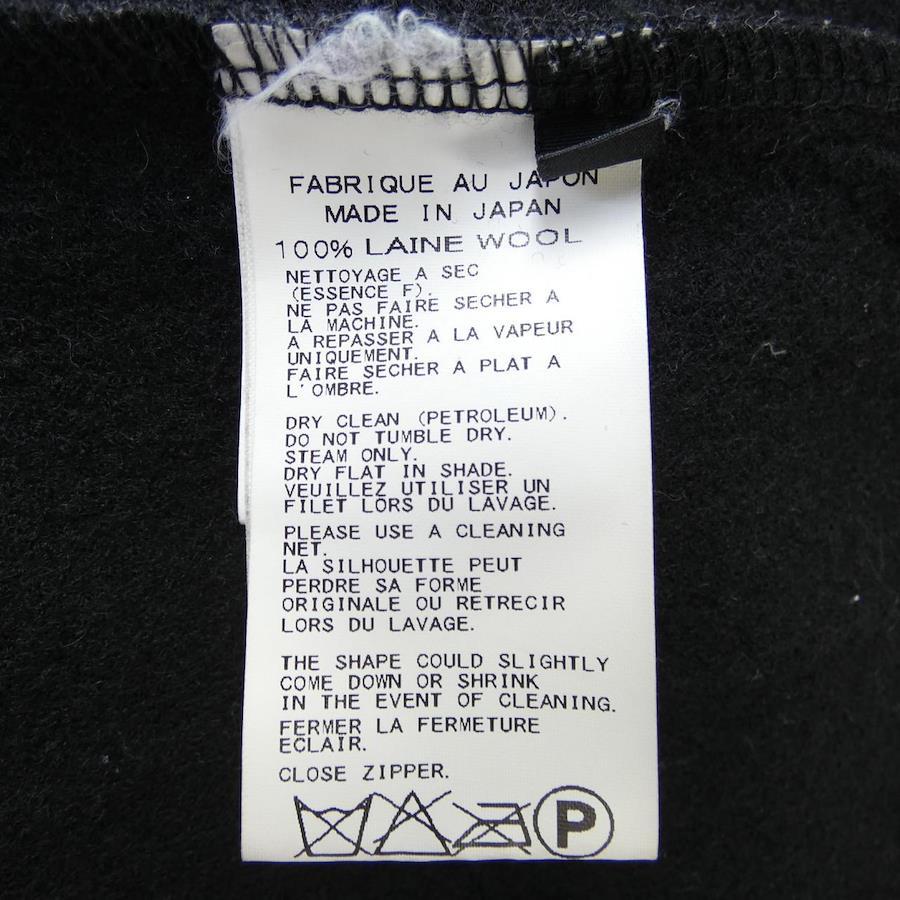 FABRIQUE AU JAPON
MADE IN JAPAN
100% LAINE WOOL
NETTOYAGE A SEC
(ESSENCE F).
NE PAS FAIRE SECHER A
LA MACHINE.
A REPASSER A LA VAPEUR
UNIQUEMENT.
FAIRE SECHER A PLAT A
L'OMBRE.
DRY CLEAN (PETROLEUM).
DO NOT TUMBLE DRY.
STEAM ONLY.
DRY FLAT IN SHADE.
VEUILLEZ UTILISER UN
FILET LORS DU LAVAGE.
PLEASE USE A CLEANING
NET.
LA SILHOUETTE PEUT
PERDRE SA FORME
ORIGINALE OU RETRECIR
LORS DU LAVAGE.
THE SHAPE COULD SLIGHTLY
COME DOWN OR SHRINK
IN THE EVENT OF CLEANING.
FERMER LA FERMETURE
ECLAIR.
CLOSE ZIPPER.
P